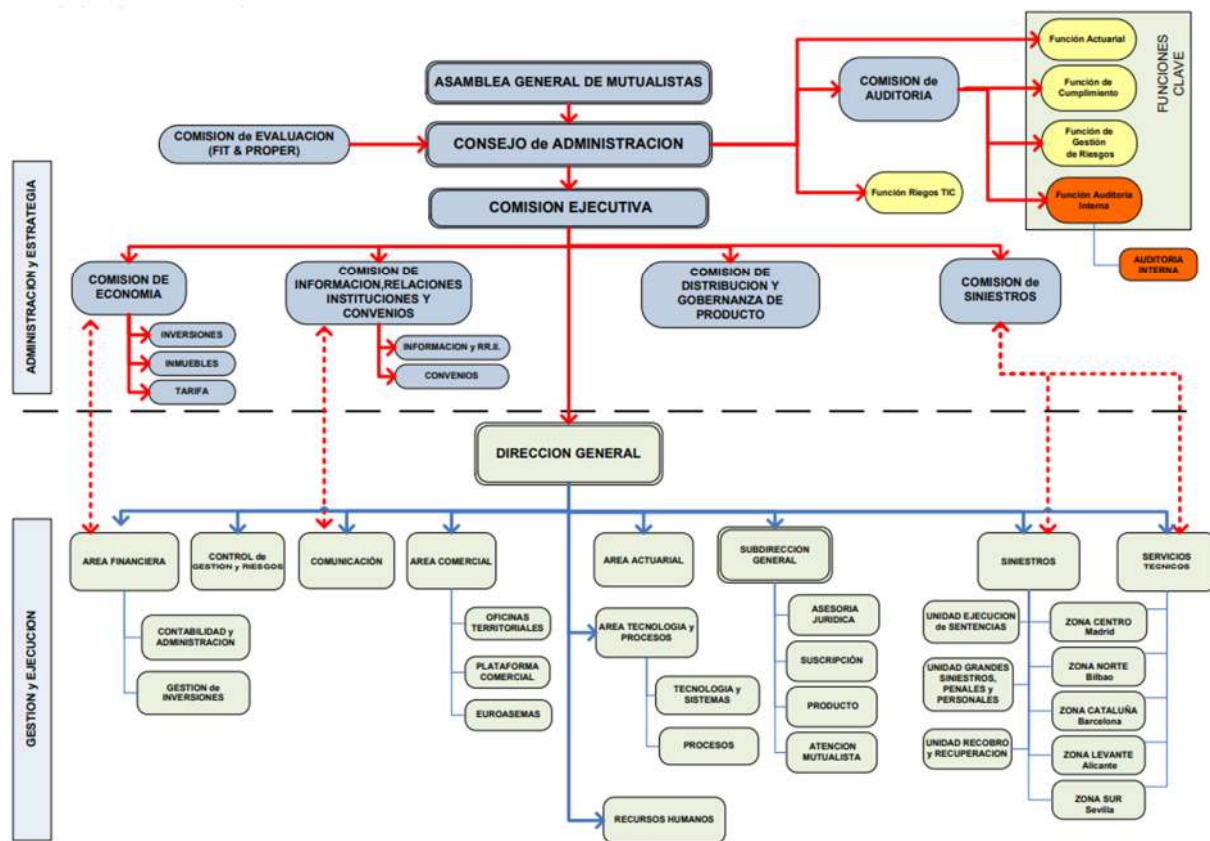 Función Actuarial
FUNCIONES
CLAVE
ASAMBLEA GENERAL DE MUTUALISTAS
COMISION de
AUDITORIA
Función de
Cumplimiento
COMISION de EVALUACION
(FIT & PROPER)
CONSEJO de ADMINISTRACION
Función de
Gestión
de Riesgos
COMISION EJECUTIVA
Función Riegos TIC
Función Auditoria
Interna
AUDITORIA
INTERNA
ADMINISTRACION y ESTRATEGIA
COMISION DE
ECONOMIA
COMISION DE
INFORMACION,RELACIONES
INSTITUCIONES Y
CONVENIOS
COMISION DE
DISTRIBUCION Y
GOBERNANZA DE
PRODUCTO
COMISION de
SINIESTROS
INVERSIONES
INMUEBLES
TARIFA
INFORMACION y RR.II.
CONVENIOS
DIRECCION GENERAL
GESTION y EJECUCION
AREA FINANCIERA
CONTROL de
GESTION y RIESGOS
COMUNICACIÓN
AREA COMERCIAL
AREA ACTUARIAL
SUBDIRECCION
GENERAL
SINIESTROS
SERVICIOS
TECNICOS
CONTABILIDAD y
ADMINISTRACION
GESTION de
INVERSIONES
OFICINAS
TERRITORIALES
PLATAFORMA
COMERCIAL
EUROASEMAS
AREA TECNOLOGIA y
PROCESOS
TECNOLOGIA y
SISTEMAS
PROCESOS
ASESORIA
JURIDICA
SUSCRIPCIÓN
PRODUCTO
ATENCION
MUTUALISTA
UNIDAD EJECUCION
de SENTENCIAS
UNIDAD GRANDES
SINIESTROS,
PENALES y
PERSONALES
UNIDAD RECOBRO
y RECUPERACION
ZONA CENTRO
Madrid
ZONA NORTE
Bilbao
ZONA CATALUÑA
Barcelona
ZONA LEVANTE
Alicante
ZONA SUR
Sevilla
RECURSOS HUMANOS